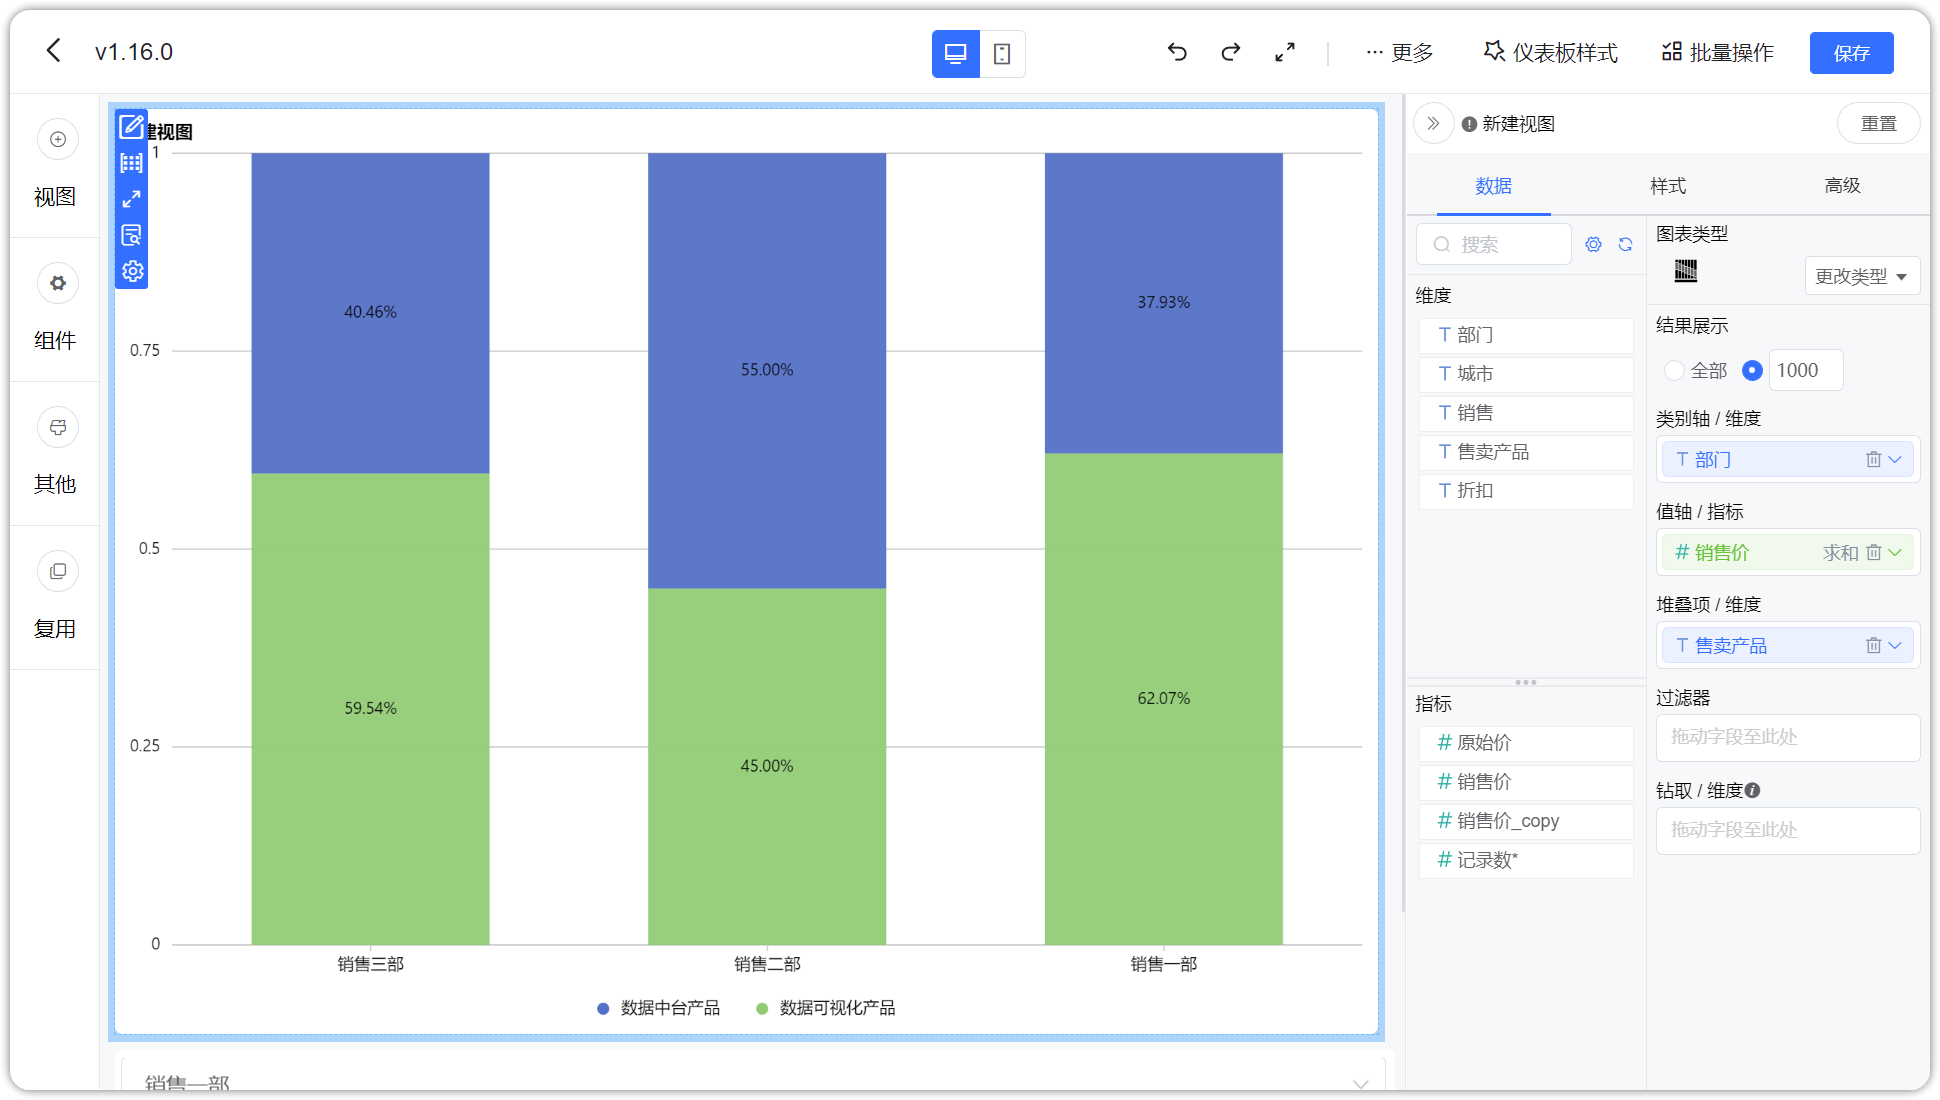 v1.16.0
更多
仪表板样式
批量操作
保存
视图
组件
其他
复用
建视图
1
0.75
0.5
0.25
0
40.46%
55.00%
37.93%
59.54%
45.00%
62.07%
销售三部
销售二部
销售一部
数据中台产品
数据可视化产品
销售一部
新建视图
重置
数据
样式
高级
搜索
维度
T 部门
T 城市
T 销售
T 售卖产品
T 折扣
指标
# 原始价
# 销售价
# 销售价_copy
# 记录数*
图表类型
更改类型
结果展示
全部
1000
类别轴 / 维度
T 部门
值轴 / 指标
# 销售价 求和
堆叠项 / 维度
T 售卖产品
过滤器
拖动字段至此处
钻取 / 维度
拖动字段至此处